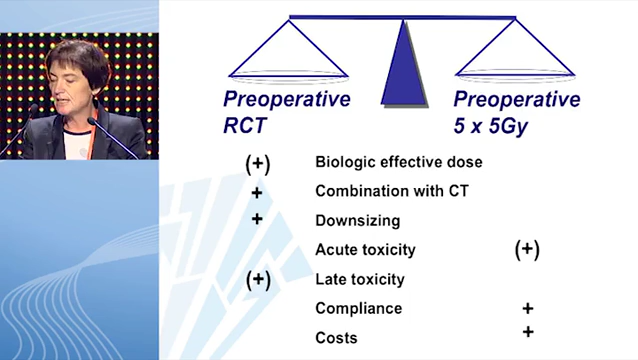 Preoperative RCT
Preoperative 5 x 5Gy
(+) Biologic effective dose
+ Combination with CT
+ Downsizing
Acute toxicity (+)
(+) Late toxicity
Compliance +
Costs +